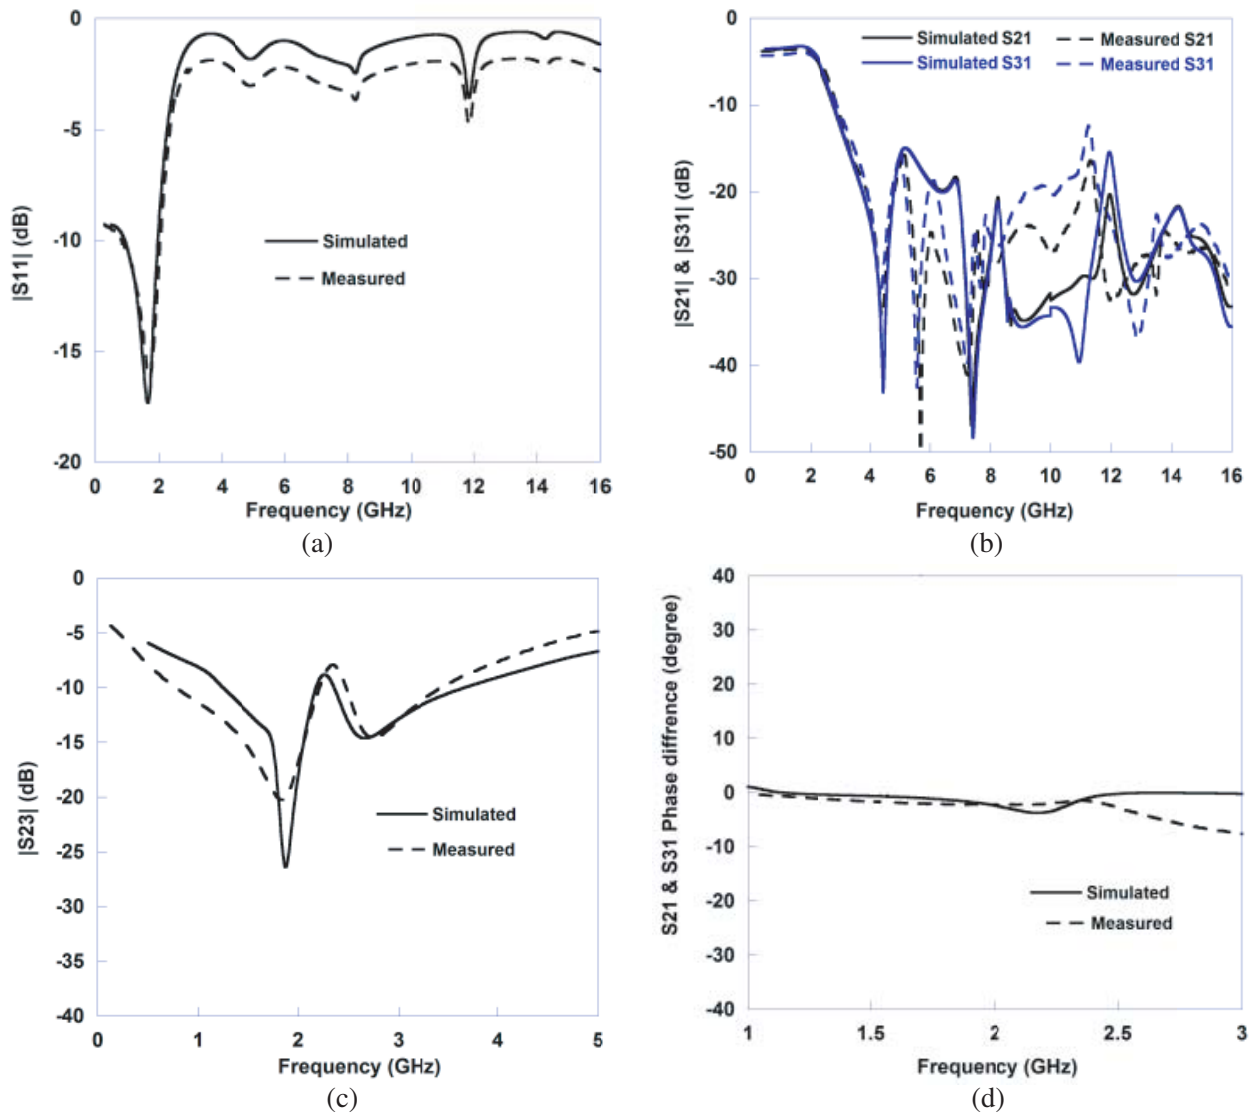 0
-5
-10
-15
-20
|S11| (dB)
Simulated
Measured
0 2 4 6 8 10 12 14 16
Frequency (GHz)
(a)
0
-10
-20
-30
-40
-50
|S21| & |S31| (dB)
Simulated S21
Measured S21
Simulated S31
Measured S31
0 2 4 6 8 10 12 14 16
Frequency (GHz)
(b)
0
-5
-10
-15
-20
-25
-30
-35
-40
|S23| (dB)
Simulated
Measured
0 1 2 3 4 5
Frequency (GHz)
(c)
40
30
20
10
0
-10
-20
-30
-40
S21 & S31 Phase diffrence (degree)
Simulated
Measured
1 1.5 2 2.5 3
Frequency (GHz)
(d)